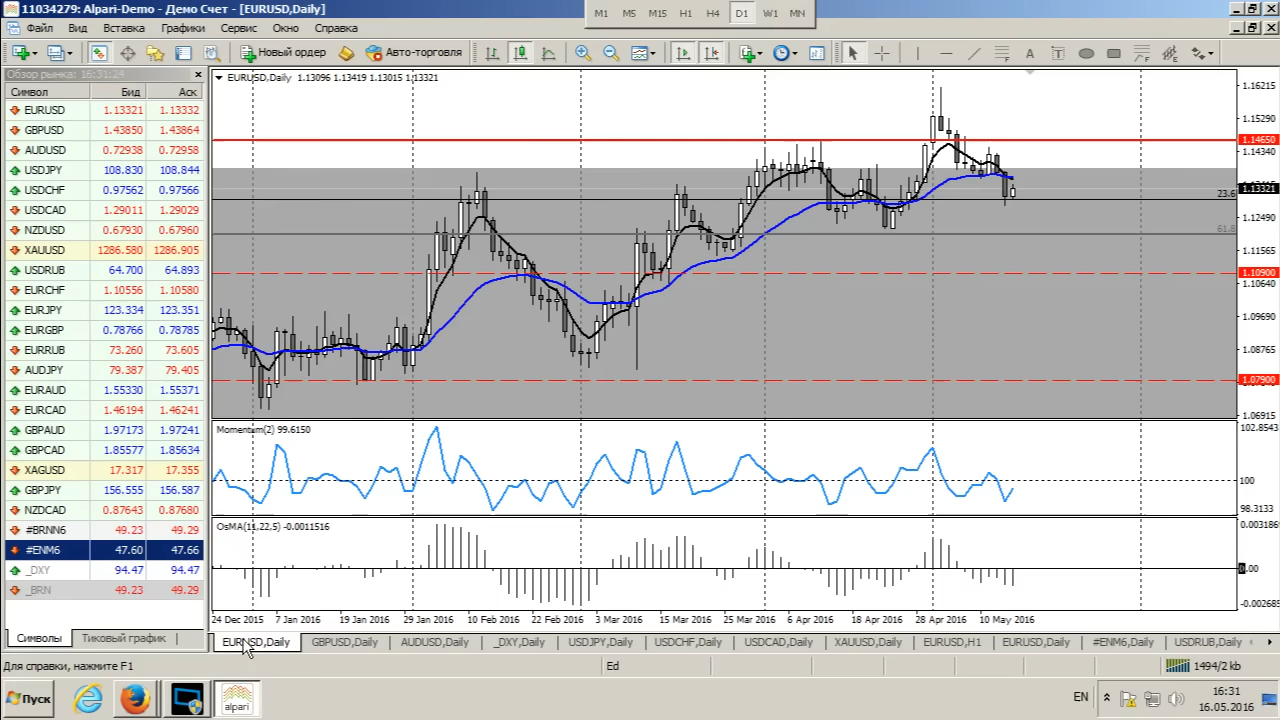 11034279: Alpari-Demo - Демо Счет - [EURUSD,Daily]
M1 M5 M15 H1 H4 D1 W1 MN
Файл Вид Вставка Графики Сервис Окно Справка
Новый ордер Авто-торговля
Обзор рынка: 16:31:24
Символ Бид Аск
EURUSD 1.13321 1.13332
GBPUSD 1.43850 1.43864
AUDUSD 0.72938 0.72958
USDJPY 108.830 108.844
USDCHF 0.97562 0.97566
USDCAD 1.29011 1.29029
NZDUSD 0.67930 0.67960
XAUUSD 1286.580 1286.905
USDRUB 64.700 64.893
EURCHF 1.10556 1.10580
EURJPY 123.334 123.351
EURGBP 0.78766 0.78785
EURRUB 73.260 73.605
AUDJPY 79.387 79.405
EURAUD 1.55330 1.55371
EURCAD 1.46194 1.46241
GBPAUD 1.97173 1.97241
GBPCAD 1.85577 1.85634
XAGUSD 17.317 17.355
GBPJPY 156.555 156.587
NZDCAD 0.87643 0.87680
#BRNN6 49.23 49.29
#ENM6 47.60 47.66
_DXY 94.47 94.47
_BRN 49.23 49.29
Символы Тиковый график
EURUSD,Daily 1.13096 1.13419 1.13015 1.13321
1.16215
1.15290
1.14650
1.14340
1.13321
23.6
1.12490
61.8
1.11565
1.10900
1.10640
1.09690
1.08765
1.07900
1.06915
Momentum(2) 99.6150
102.8543
100
98.3133
OsMA(11,22,5) -0.0011516
0.003186
0.00
-0.002685
24 Dec 2015 7 Jan 2016 19 Jan 2016 29 Jan 2016 10 Feb 2016 22 Feb 2016 3 Mar 2016 15 Mar 2016 25 Mar 2016 6 Apr 2016 18 Apr 2016 28 Apr 2016 10 May 2016
EURUSD,Daily GBPUSD,Daily AUDUSD,Daily _DXY,Daily USDJPY,Daily USDCHF,Daily USDCAD,Daily XAUUSD,Daily EURUSD,H1 EURUSD,Daily #ENM6,Daily USDRUB,Daily
Для справки, нажмите F1
Ed
1494/2 kb
Пуск
alpari
EN
16:31
16.05.2016